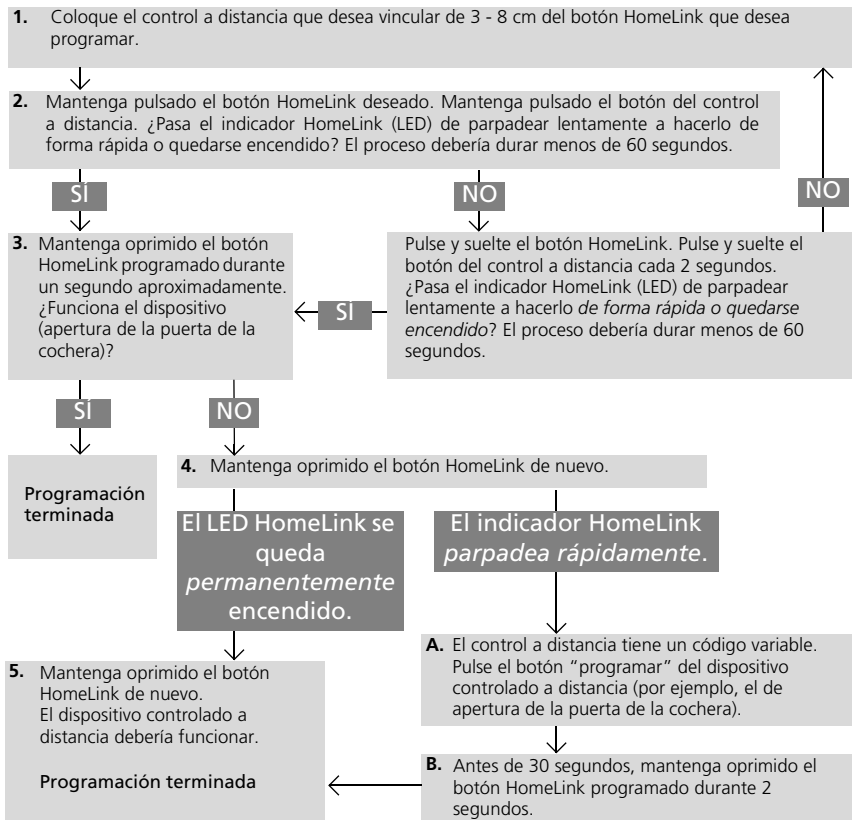 1. Coloque el control a distancia que desea vincular de 3 - 8 cm del botón HomeLink que desea
programar.
2. Mantenga pulsado el botón HomeLink deseado. Mantenga pulsado el botón del control
a distancia. ¿Pasa el indicador HomeLink (LED) de parpadear lentamente a hacerlo de
forma rápida o quedarse encendido? El proceso debería durar menos de 60 segundos.
SÍ
NO
NO
3. Mantenga oprimido el botón
HomeLink programado durante
un segundo aproximadamente.
¿Funciona el dispositivo
(apertura de la puerta de la
cochera)?
SÍ
Pulse y suelte el botón HomeLink. Pulse y suelte el
botón del control a distancia cada 2 segundos.
¿Pasa el indicador HomeLink (LED) de parpadear
lentamente a hacerlo de forma rápida o quedarse
encendido? El proceso debería durar menos de 60
segundos.
SÍ
NO
Programación
terminada
4. Mantenga oprimido el botón HomeLink de nuevo.
El LED HomeLink se
queda
permanentemente
encendido.
El indicador HomeLink
parpadea rápidamente.
A. El control a distancia tiene un código variable.
Pulse el botón “programar” del dispositivo
controlado a distancia (por ejemplo, el de
apertura de la puerta de la cochera).
5. Mantenga oprimido el botón
HomeLink de nuevo.
El dispositivo controlado a
distancia debería funcionar.
Programación terminada
B. Antes de 30 segundos, mantenga oprimido el
botón HomeLink programado durante 2
segundos.